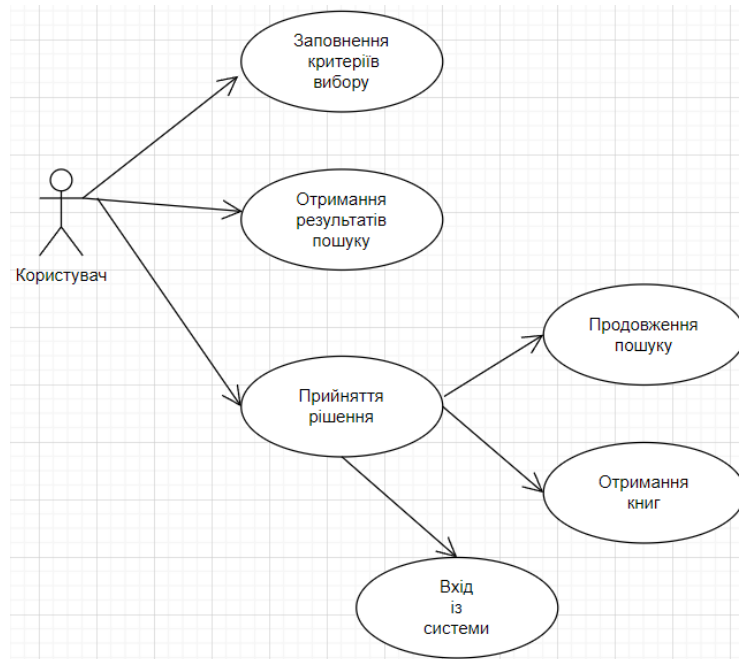 Заповнення
критеріїв
вибору
Отримання
результатів
пошуку
Користувач
Продовження
пошуку
Прийняття
рішення
Отримання
книг
Вхід
із
системи